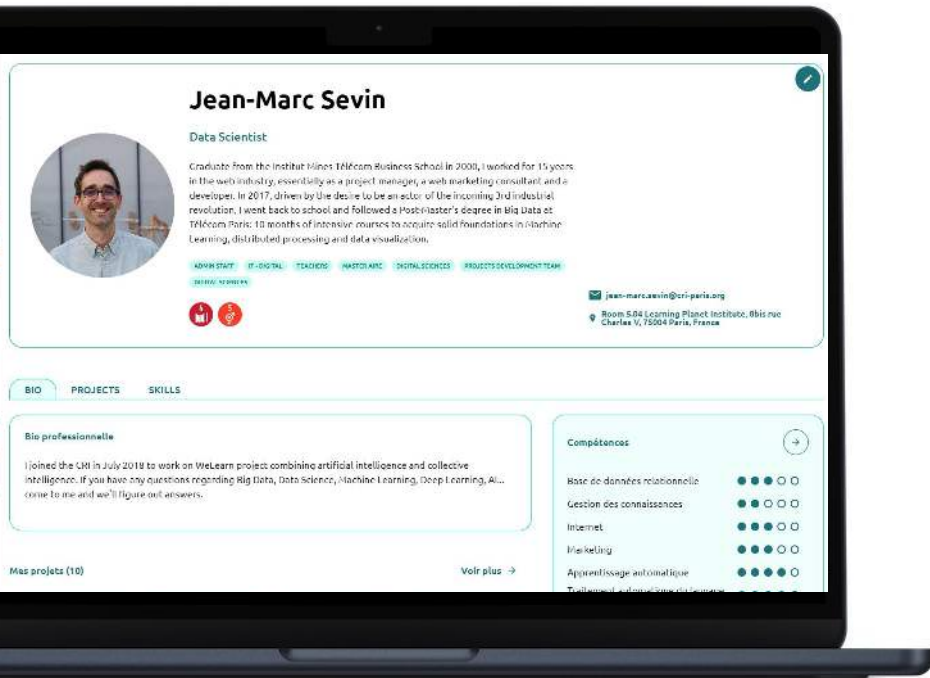 Jean-Marc Sevin
Data Scientist
Graduate from the Institut Mines Télécom Business School in 2000, I worked for 15 years
in the web industry, essentially as a project manager, a web marketing consultant and a
developer. In 2017, driven by the desire to be an actor of the incoming 3rd industrial
revolution, I went back to school and followed a Post-Master's degree in Big Data at
Télécom Paris: 10 months of intensive courses to acquire solid foundations in Machine
Learning, distributed processing and data visualization.
ADMIN STAFF IT - DIGITAL TEACHERS MASTER AIRE DIGITAL SCIENCES PROJECTS DEVELOPMENT TEAM
DIGITAL SCIENCES
jean-marc.sevin@cri-paris.org
Room 5.04 Learning Planet Institute, 8bis rue
Charles V, 75004 Paris, France
BIO PROJECTS SKILLS
Bio professionnelle
I joined the CRI in July 2018 to work on WeLearn project combining artificial intelligence and collective
intelligence. If you have any questions regarding Big Data, Data Science, Machine Learning, Deep Learning, AI...
come to me and we'll figure out answers.
Mes projets (10)
Voir plus →
Compétences
Base de données relationnelle
Gestion des connaissances
Internet
Marketing
Apprentissage automatique
Traitement automatique du langage